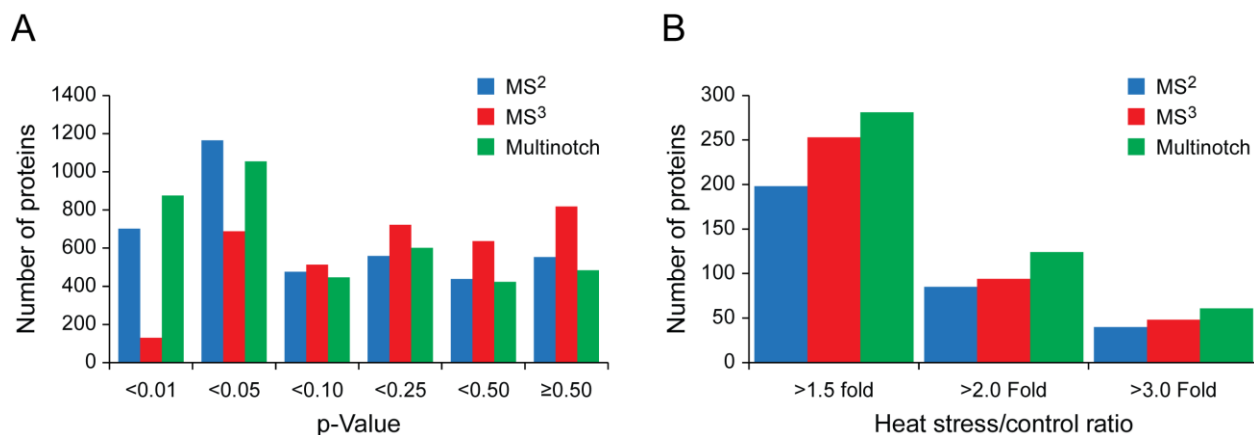 A
MS²
MS³
Multinotch
1400
1200
1000
800
600
400
200
0
Number of proteins
<0.01 <0.05 <0.10 <0.25 <0.50 ≥0.50
p-Value
B
MS²
MS³
Multinotch
300
250
200
150
100
50
0
Number of proteins
>1.5 fold >2.0 Fold >3.0 Fold
Heat stress/control ratio